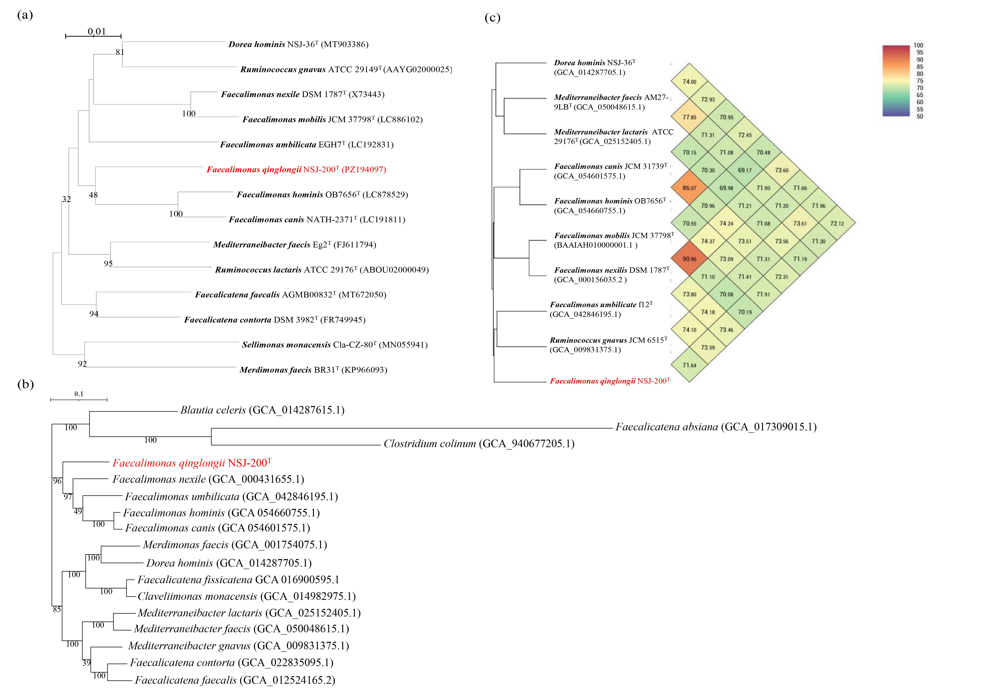 (a)
0.01
Dorea hominis NSJ-36ᵀ (MT903386)
81
Ruminococcus gnavus ATCC 29149ᵀ (AAYG02000025)
Faecalimonas nexile DSM 1787ᵀ (X73443)
100
Faecalimonas mobilis JCM 37798ᵀ (LC886102)
Faecalimonas umbilicata EGH7ᵀ (LC192831)
Faecalimonas qinglongii NSJ-200ᵀ (PZ194097)
32
48
Faecalimonas hominis OB7656ᵀ (LC878529)
100
Faecalimonas canis NATH-2371ᵀ (LC191811)
Mediterraneibacter faecis Eg2ᵀ (FJ611794)
95
Ruminococcus lactaris ATCC 29176ᵀ (ABOU02000049)
Faecalicatena faecalis AGMB00832ᵀ (MT672050)
94
Faecalicatena contorta DSM 3982ᵀ (FR749945)
Sellimonas monacensis Cla-CZ-80ᵀ (MN055941)
92
Merdimonas faecis BR31ᵀ (KP966093)
(b)
0.1
Blautia celeris (GCA_014287615.1)
100
Faecalicatena absiana (GCA_017309015.1)
100
Clostridium colinum (GCA_940677205.1)
Faecalimonas qinglongii NSJ-200ᵀ
96
Faecalimonas nexile (GCA_000431655.1)
97
Faecalimonas umbilicata (GCA_042846195.1)
49
Faecalimonas hominis (GCA 054660755.1)
100
Faecalimonas canis (GCA 054601575.1)
Merdimonas faecis (GCA_001754075.1)
100
Dorea hominis (GCA_014287705.1)
100
Faecalicatena fissicatena GCA 016900595.1
100
Claveliimonas monacensis (GCA_014982975.1)
85
Mediterraneibacter lactaris (GCA_025152405.1)
100
Mediterraneibacter faecis (GCA_050048615.1)
100
Mediterraneibacter gnavus (GCA_009831375.1)
39
Faecalicatena contorta (GCA_022835095.1)
100
Faecalicatena faecalis (GCA_012524165.2)
(c)
Dorea hominis NSJ-36ᵀ
(GCA_014287705.1)
Mediterraneibacter faecis AM27-
9LBᵀ (GCA_050048615.1)
Mediterraneibacter lactaris ATCC
29176ᵀ (GCA_025152405.1)
Faecalimonas canis JCM 31739ᵀ
(GCA_054601575.1)
Faecalimonas hominis OB7656ᵀ
(GCA_054660755.1)
Faecalimonas mobilis JCM 37798ᵀ
(BAAIAH010000001.1 )
Faecalimonas nexilis DSM 1787ᵀ
(GCA_000156035.2 )
Faecalimonas umbilicate f12ᵀ
(GCA_042846195.1)
Ruminococcus gnavus JCM 6515ᵀ
(GCA_009831375.1)
Faecalimonas qinglongii NSJ-200ᵀ
74.00
72.93
77.85 70.95
71.31 72.45
70.15 71.08 70.48
70.30 69.17 73.60
86.07 69.98 71.90 71.66
70.96 71.21 71.20 71.96
70.55 74.24 71.08 73.61 72.12
74.37 73.51 73.56 71.30
90.96 73.09 71.31 71.19
71.10 71.41 72.31
73.80 70.08 71.91
74.18 70.19
74.10 73.46
73.59
71.64
100
95
90
85
80
75
70
65
60
55
50